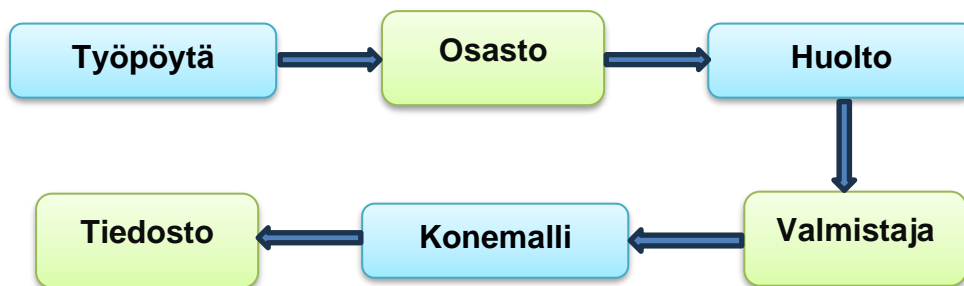 Työpöytä
Osasto
Huolto
Valmistaja
Konemalli
Tiedosto